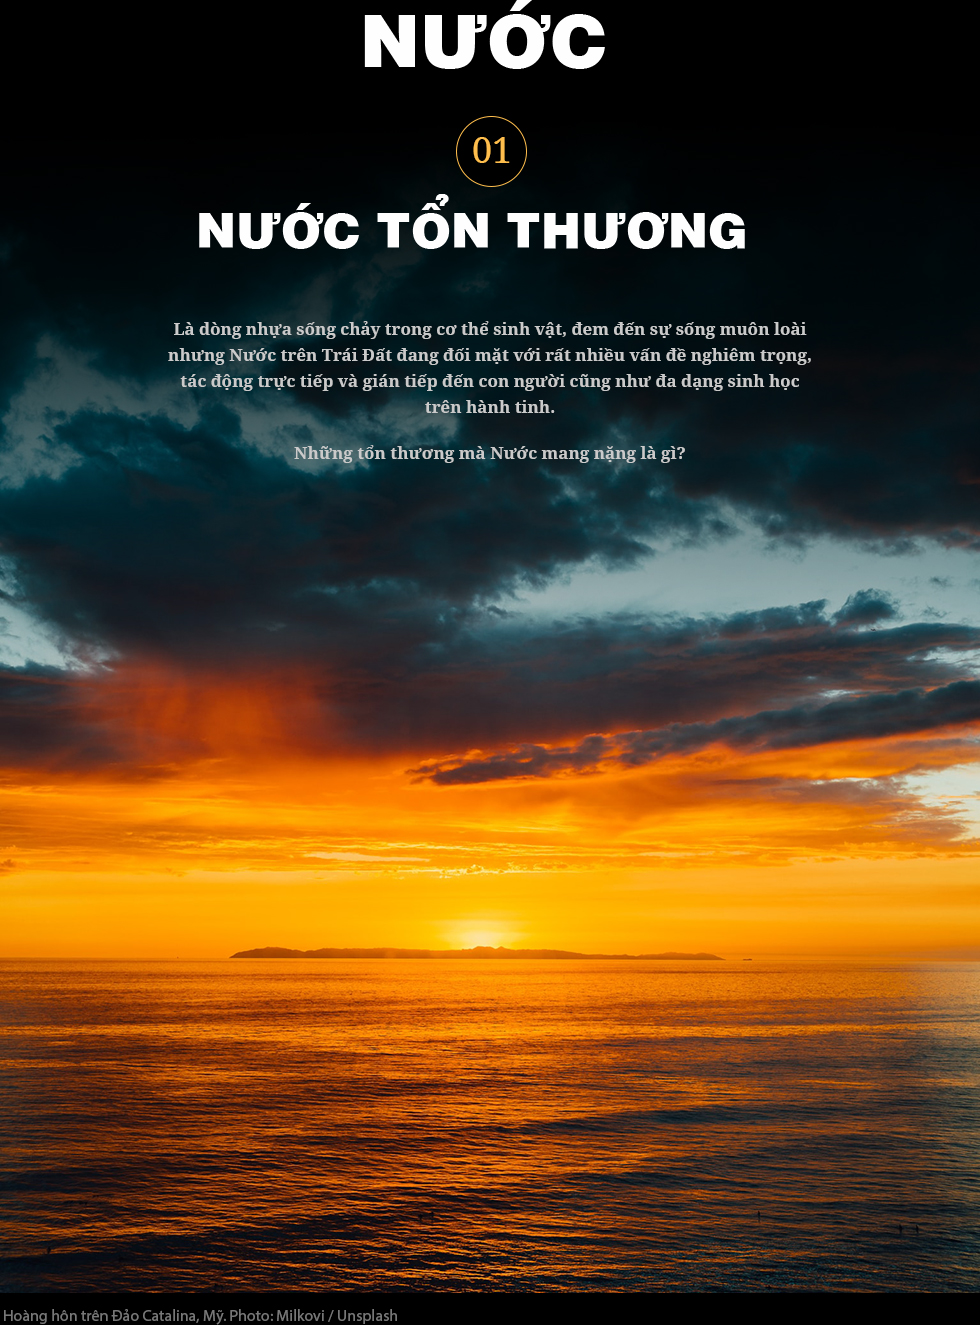 NƯỚC
01
NƯỚC TỔN THƯƠNG
Là dòng nhựa sống chảy trong cơ thể sinh vật, đem đến sự sống muôn loài
nhưng Nước trên Trái Đất đang đối mặt với rất nhiều vấn đề nghiêm trọng,
tác động trực tiếp và gián tiếp đến con người cũng như đa dạng sinh học
trên hành tinh.
Những tổn thương mà Nước mang nặng là gì?
Hoàng hôn trên Đảo Catalina, Mỹ. Photo: Milkovi / Unsplash